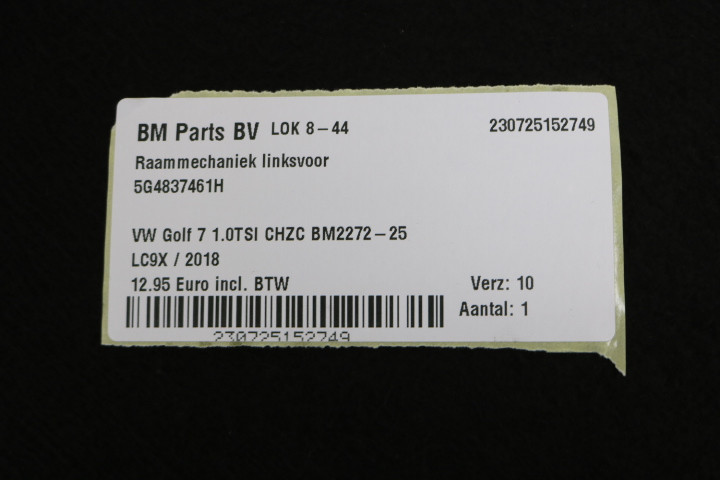 BM Parts BV LOK 8-44 230725152749
Raammechaniek linksvoor
5G4837461H
VW Golf 7 1.0TSI CHZC BM2272-25
LC9X / 2018
12.95 Euro incl. BTW Verz: 10
Aantal: 1
230725152749